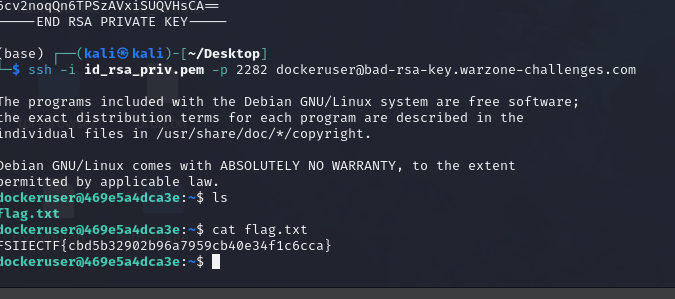 5cv2noqQn6TPSzAVxiSUQVHsCA==
-----END RSA PRIVATE KEY-----
(base) ┌──(kali㉿kali)-[~/Desktop]
└─$ ssh -i id_rsa_priv.pem -p 2282 dockeruser@bad-rsa-key.warzone-challenges.com
The programs included with the Debian GNU/Linux system are free software;
the exact distribution terms for each program are described in the
individual files in /usr/share/doc/*/copyright.
Debian GNU/Linux comes with ABSOLUTELY NO WARRANTY, to the extent
permitted by applicable law.
dockeruser@469e5a4dca3e:~$ ls
flag.txt
dockeruser@469e5a4dca3e:~$ cat flag.txt
FSIIECTF{cbd5b32902b96a7959cb40e34f1c6cca}
dockeruser@469e5a4dca3e:~$